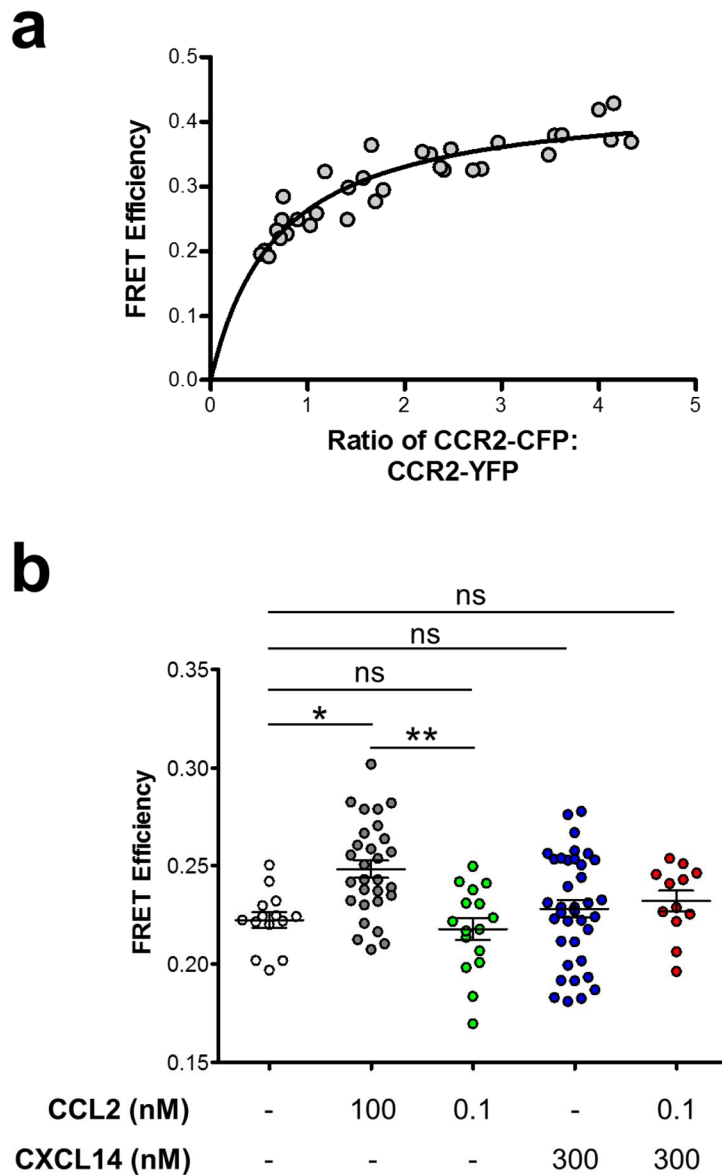 a
0.5
0.4
0.3
0.2
0.1
0.0
FRET Efficiency
0 1 2 3 4 5
Ratio of CCR2-CFP:
CCR2-YFP
b
ns
ns
ns
*
**
0.35
0.30
0.25
0.20
0.15
FRET Efficiency
CCL2 (nM) - 100 0.1 - 0.1
CXCL14 (nM) - - - 300 300